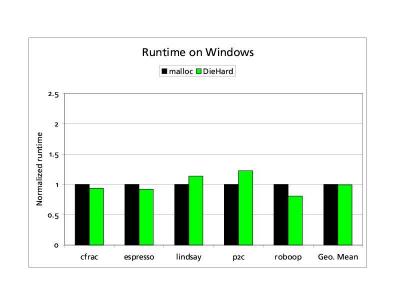 Runtime on Windows
malloc DieHard
Normalized runtime
2.5
2
1.5
1
0.5
0
cfrac espresso lindsay p2c roboop Geo. Mean